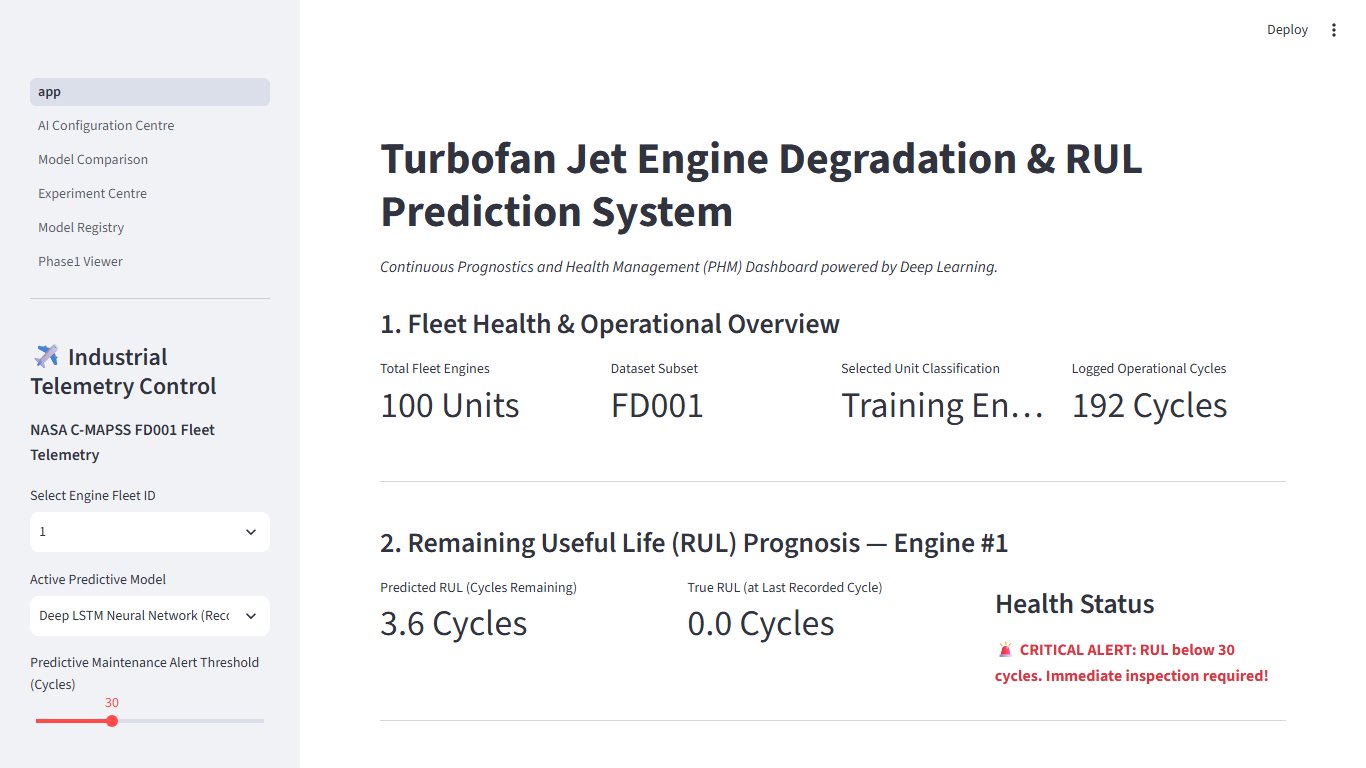 Deploy
app
AI Configuration Centre
Model Comparison
Experiment Centre
Model Registry
Phase1 Viewer
Industrial
Telemetry Control
NASA C-MAPSS FD001 Fleet
Telemetry
Select Engine Fleet ID
1
Active Predictive Model
Deep LSTM Neural Network (Reco
Predictive Maintenance Alert Threshold
(Cycles)
30
Turbofan Jet Engine Degradation & RUL
Prediction System
Continuous Prognostics and Health Management (PHM) Dashboard powered by Deep Learning.
1. Fleet Health & Operational Overview
Total Fleet Engines
100 Units
Dataset Subset
FD001
Selected Unit Classification
Training En…
Logged Operational Cycles
192 Cycles
2. Remaining Useful Life (RUL) Prognosis — Engine #1
Predicted RUL (Cycles Remaining)
3.6 Cycles
True RUL (at Last Recorded Cycle)
0.0 Cycles
Health Status
CRITICAL ALERT: RUL below 30
cycles. Immediate inspection required!